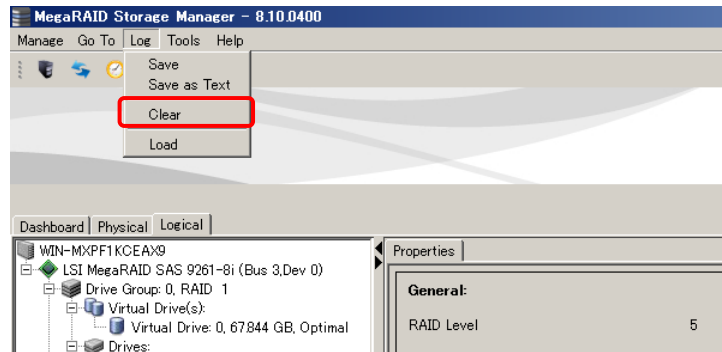 MegaRAID Storage Manager - 8.10.0400
Manage Go To Log Tools Help
Save
Save as Text
Clear
Load
Dashboard Physical Logical
WIN-MXPF1KCEAX9
LSI MegaRAID SAS 9261-8i (Bus 3,Dev 0)
Drive Group: 0, RAID 1
Virtual Drive(s):
Virtual Drive: 0, 67.844 GB, Optimal
Drives:
Properties
General:
RAID Level 5